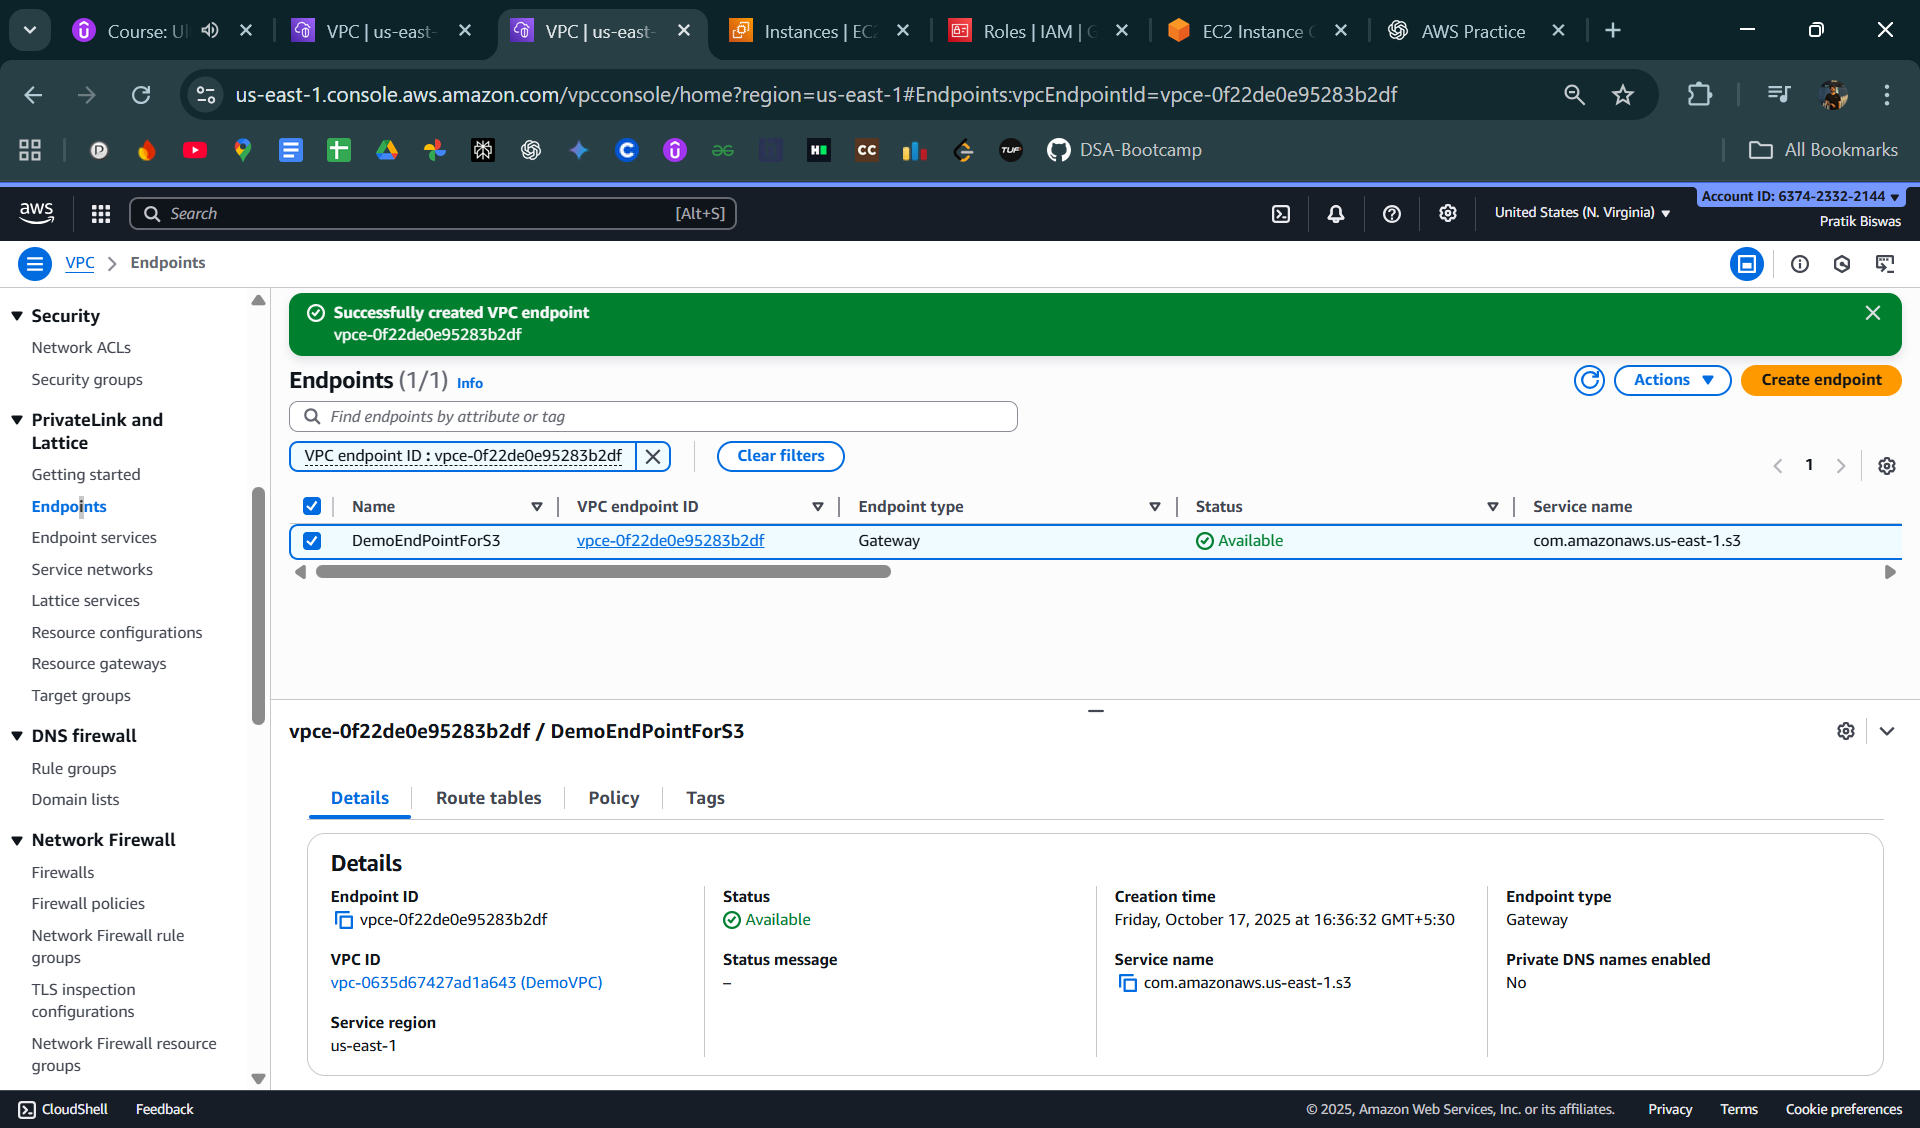 Course: Ul
VPC | us-east-
VPC | us-east-
Instances | EC2
Roles | IAM | G
EC2 Instance C
AWS Practice
us-east-1.console.aws.amazon.com/vpcconsole/home?region=us-east-1#Endpoints:vpcEndpointId=vpce-0f22de0e95283b2df
DSA-Bootcamp
All Bookmarks
aws
Search
[Alt+S]
United States (N. Virginia)
Account ID: 6374-2332-2144
Pratik Biswas
VPC
Endpoints
Security
Network ACLs
Security groups
PrivateLink and
Lattice
Getting started
Endpoints
Endpoint services
Service networks
Lattice services
Resource configurations
Resource gateways
Target groups
DNS firewall
Rule groups
Domain lists
Network Firewall
Firewalls
Firewall policies
Network Firewall rule
groups
TLS inspection
configurations
Network Firewall resource
groups
Successfully created VPC endpoint
vpce-0f22de0e95283b2df
Endpoints (1/1) Info
Actions
Create endpoint
Find endpoints by attribute or tag
VPC endpoint ID : vpce-0f22de0e95283b2df
Clear filters
1
Name
VPC endpoint ID
Endpoint type
Status
Service name
DemoEndPointForS3
vpce-0f22de0e95283b2df
Gateway
Available
com.amazonaws.us-east-1.s3
vpce-0f22de0e95283b2df / DemoEndPointForS3
Details
Route tables
Policy
Tags
Details
Endpoint ID
vpce-0f22de0e95283b2df
Status
Available
Creation time
Friday, October 17, 2025 at 16:36:32 GMT+5:30
Endpoint type
Gateway
VPC ID
vpc-0635d67427ad1a643 (DemoVPC)
Status message
–
Service name
com.amazonaws.us-east-1.s3
Private DNS names enabled
No
Service region
us-east-1
CloudShell
Feedback
© 2025, Amazon Web Services, Inc. or its affiliates.
Privacy
Terms
Cookie preferences